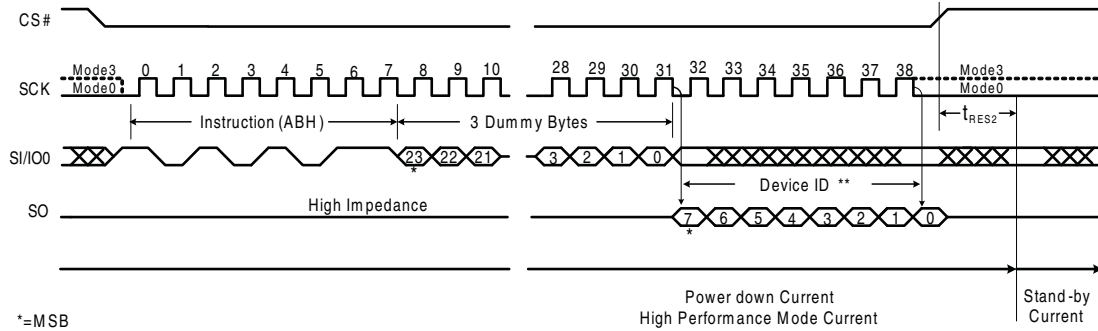 CS#
Mode3 0 1 2 3 4 5 6 7 8 9 10 28 29 30 31 32 33 34 35 36 37 38 Mode3
SCK Mode0 Mode0
Instruction (ABH) 3 Dummy Bytes tRES2
SI/IO0 23 22 21 3 2 1 0
*
Device ID **
SO High Impedance 7 6 5 4 3 2 1 0
*
Power down Current Stand-by
*=MSB High Performance Mode Current Current